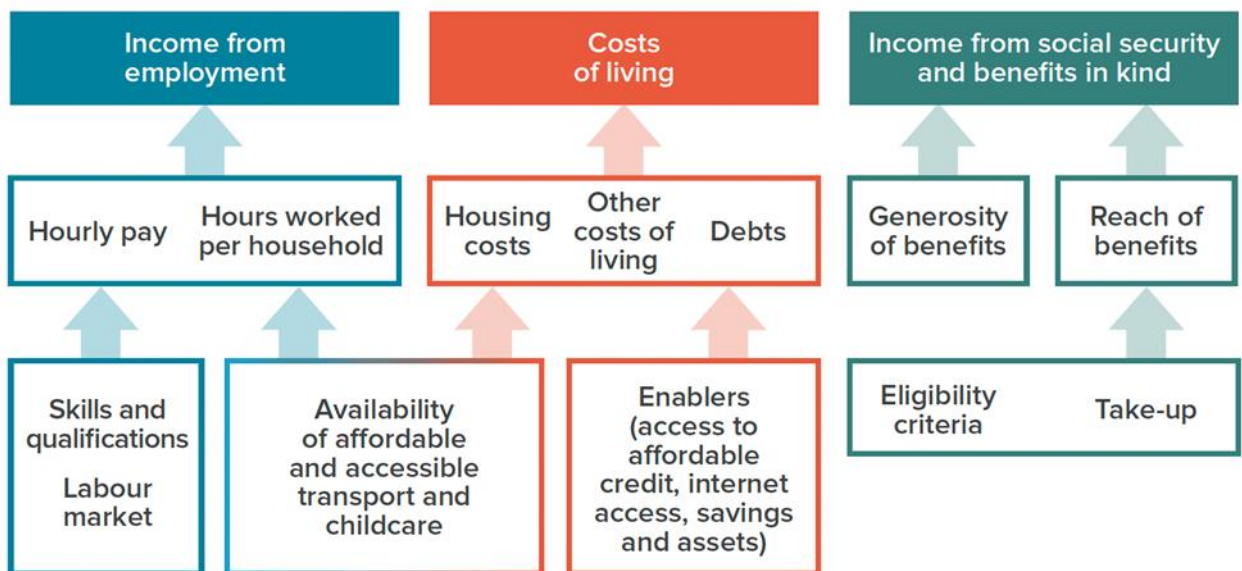 Income from
employment
Costs
of living
Income from social security
and benefits in kind
Hourly pay
Hours worked
per household
Housing
costs
Other
costs of
living
Debts
Generosity
of benefits
Reach of
benefits
Skills and
qualifications
Labour
market
Availability
of affordable
and accessible
transport and
childcare
Enablers
(access to
affordable
credit, internet
access, savings
and assets)
Eligibility
criteria
Take-up